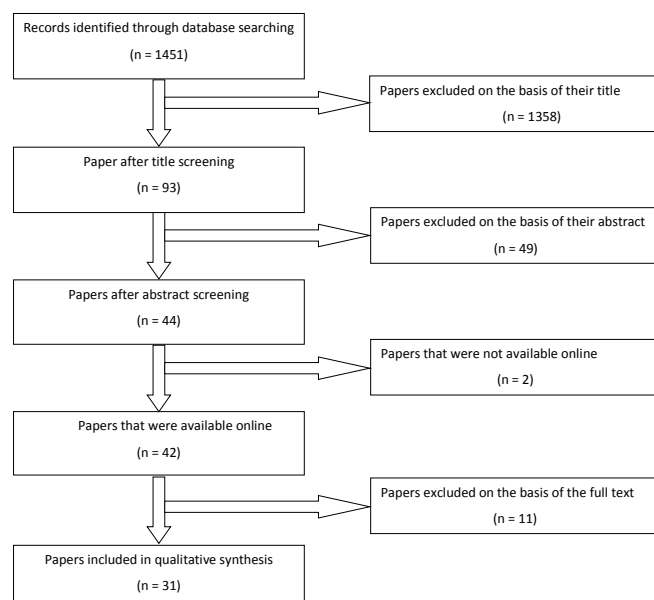 Records identified through database searching
(n = 1451)
Papers excluded on the basis of their title
(n = 1358)
Paper after title screening
(n = 93)
Papers excluded on the basis of their abstract
(n = 49)
Papers after abstract screening
(n = 44)
Papers that were not available online
(n = 2)
Papers that were available online
(n = 42)
Papers excluded on the basis of the full text
(n = 11)
Papers included in qualitative synthesis
(n = 31)